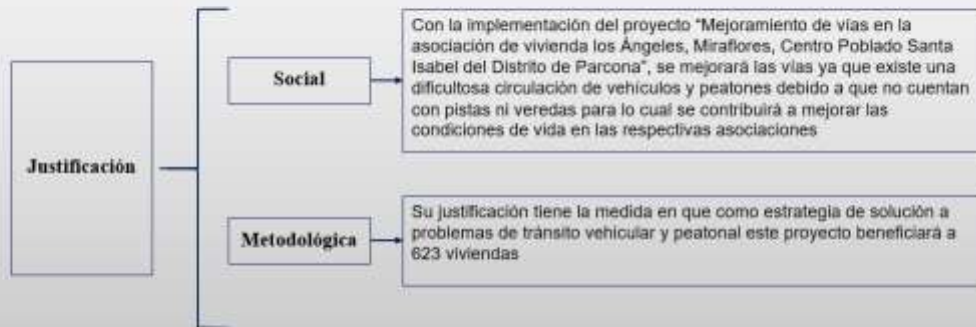 Justificación
Social
Con la implementación del proyecto "Mejoramiento de vías en la
asociación de vivienda los Ángeles, Miraflores, Centro Poblado Santa
Isabel del Distrito de Parcona", se mejorará las vías ya que existe una
dificultosa circulación de vehículos y peatones debido a que no cuentan
con pistas ni veredas para lo cual se contribuirá a mejorar las
condiciones de vida en las respectivas asociaciones
Metodológica
Su justificación tiene la medida en que como estrategia de solución a
problemas de tránsito vehicular y peatonal este proyecto beneficiará a
623 viviendas